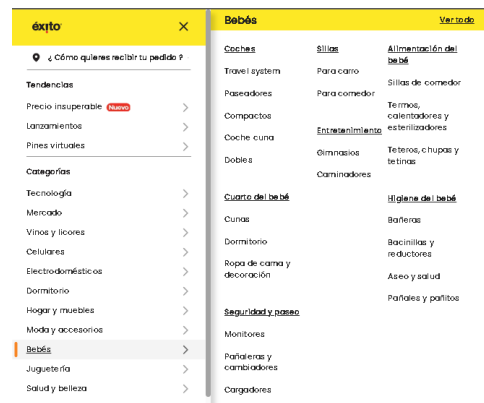 éxito
¿ Cómo quieres recibir tu pedido ?
Tendencias
Precio insuperable Nuevo
Lanzamientos
Pines virtuales
Categorías
Tecnología
Mercado
Vinos y licores
Celulares
Electrodomésticos
Dormitorio
Hogar y muebles
Moda y accesorios
Bebés
Juguetería
Salud y belleza
Bebés
Ver todo
Coches
Travel system
Paseadores
Compactos
Coche cuna
Dobles
Cuarto del bebé
Cunas
Dormitorio
Ropa de cama y
decoración
Seguridad y paseo
Monitores
Pañaleras y
cambiadores
Cargadores
Sillas
Para carro
Para comedor
Entretenimiento
Gimnasios
Caminadores
Alimentación del
bebé
Sillas de comedor
Termos,
calentadores y
esterilizadores
Teteros, chupas y
tetinas
Higiene del bebé
Bañeras
Bacinillas y
reductores
Aseo y salud
Pañales y pañitos